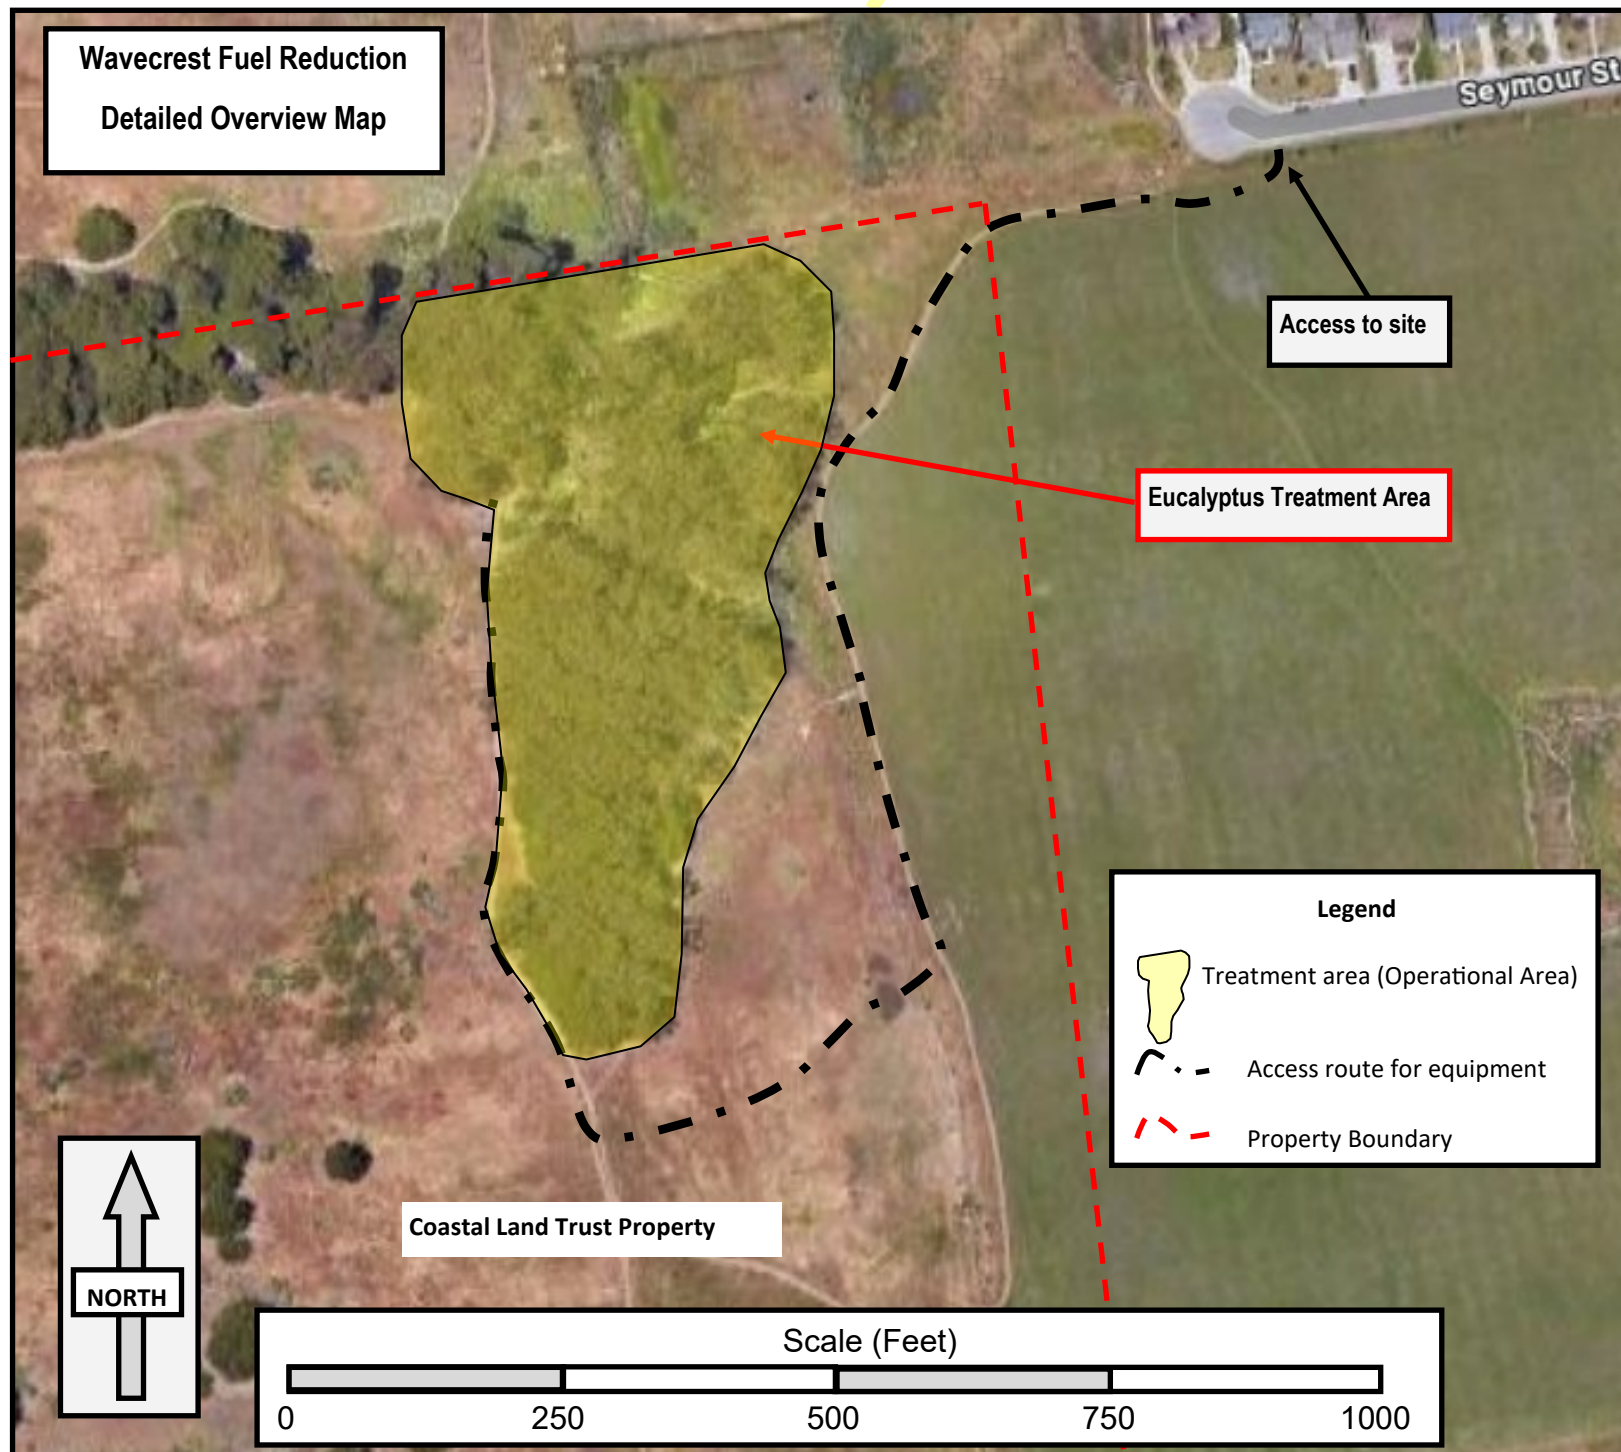 Wavecrest Fuel Reduction
Detailed Overview Map
Seymour St
Access to site
Eucalyptus Treatment Area
Legend
Treatment area (Operational Area)
Access route for equipment
Property Boundary
Coastal Land Trust Property
NORTH
Scale (Feet)
0 250 500 750 1000